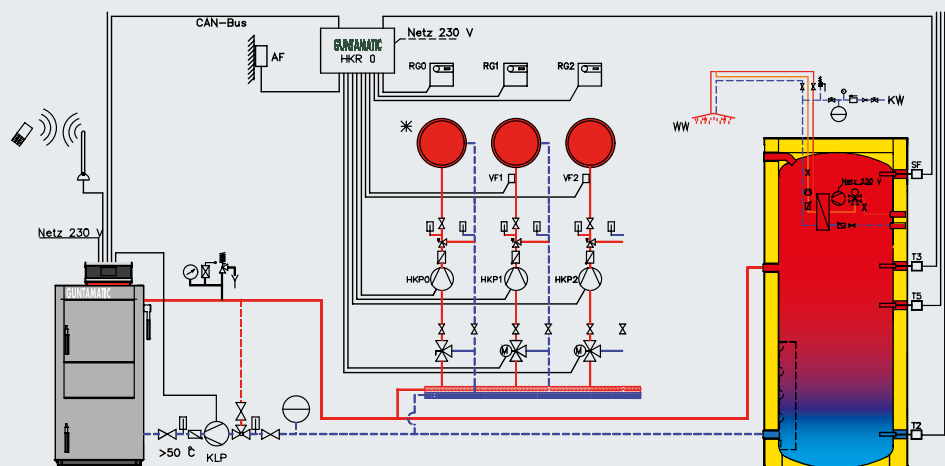 CAN-Bus
Netz 230 V
GUNTAMATIC
HKR 0
AF
RG0
RG1
RG2
KW
WW
SF
VF1
VF2
Netz 230 V
Netz 230 V
T3
HKP0
HKP1
HKP2
GUNTAMATIC
T5
M
M
>50 °C
KLP
T2